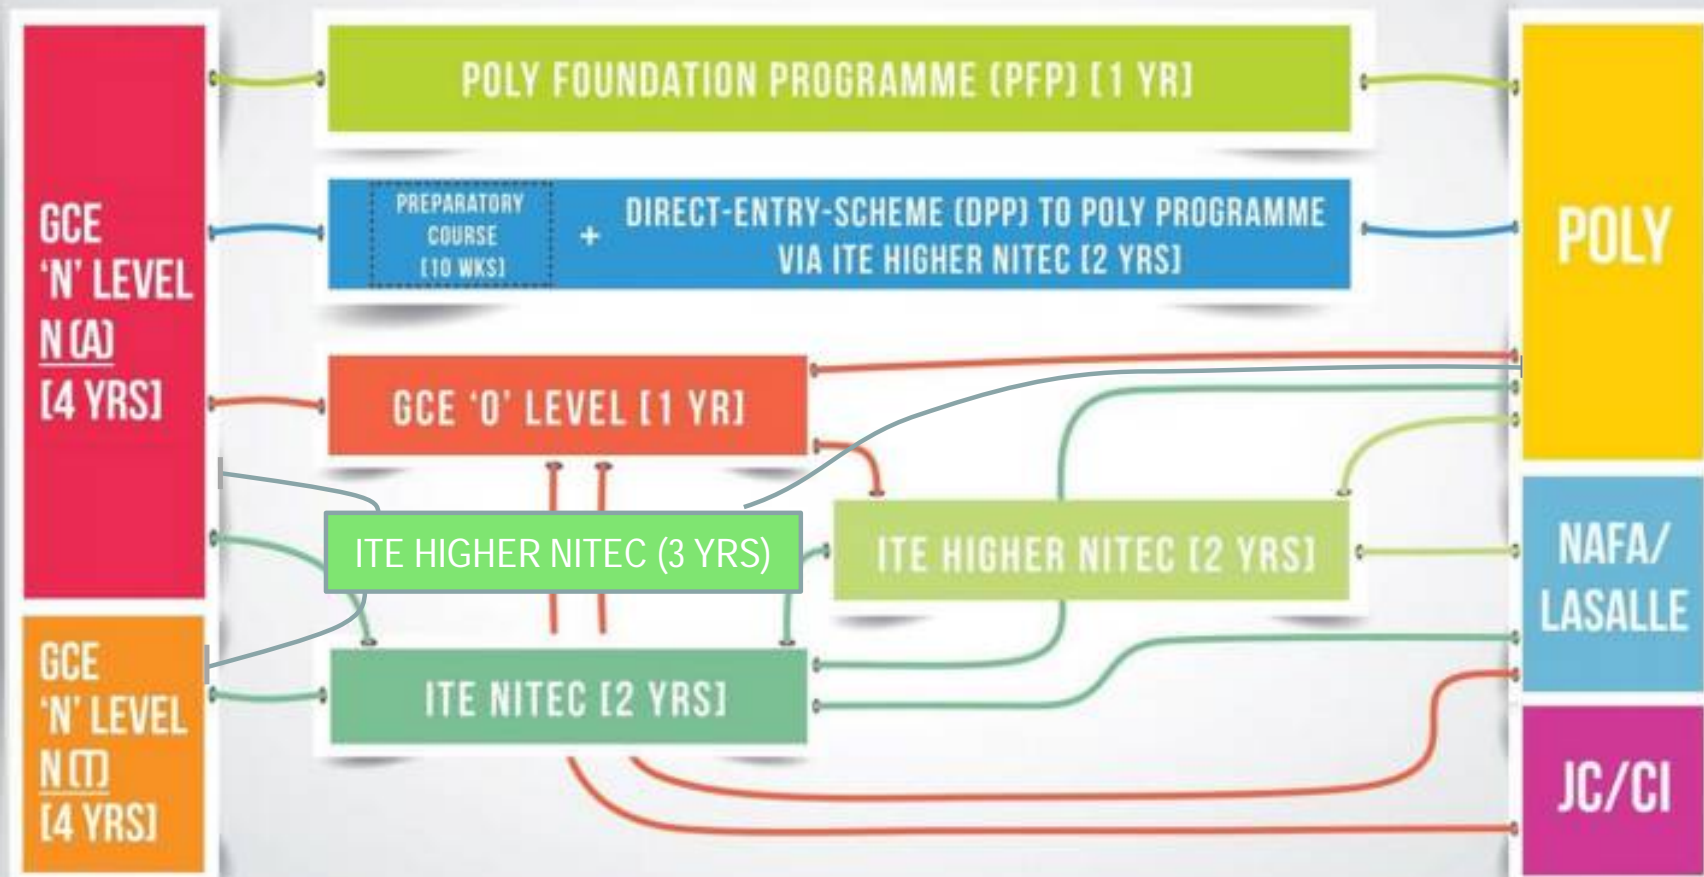 GCE
'N' LEVEL
N(A)
[4 YRS]
GCE
'N' LEVEL
N(T)
[4 YRS]
POLY FOUNDATION PROGRAMME (PFP) [1 YR]
PREPARATORY
COURSE
[10 WKS]
+
DIRECT-ENTRY-SCHEME (DPP) TO POLY PROGRAMME
VIA ITE HIGHER NITEC [2 YRS]
GCE 'O' LEVEL [1 YR]
ITE HIGHER NITEC (3 YRS)
ITE HIGHER NITEC [2 YRS]
ITE NITEC [2 YRS]
POLY
NAFA/
LASALLE
JC/CI